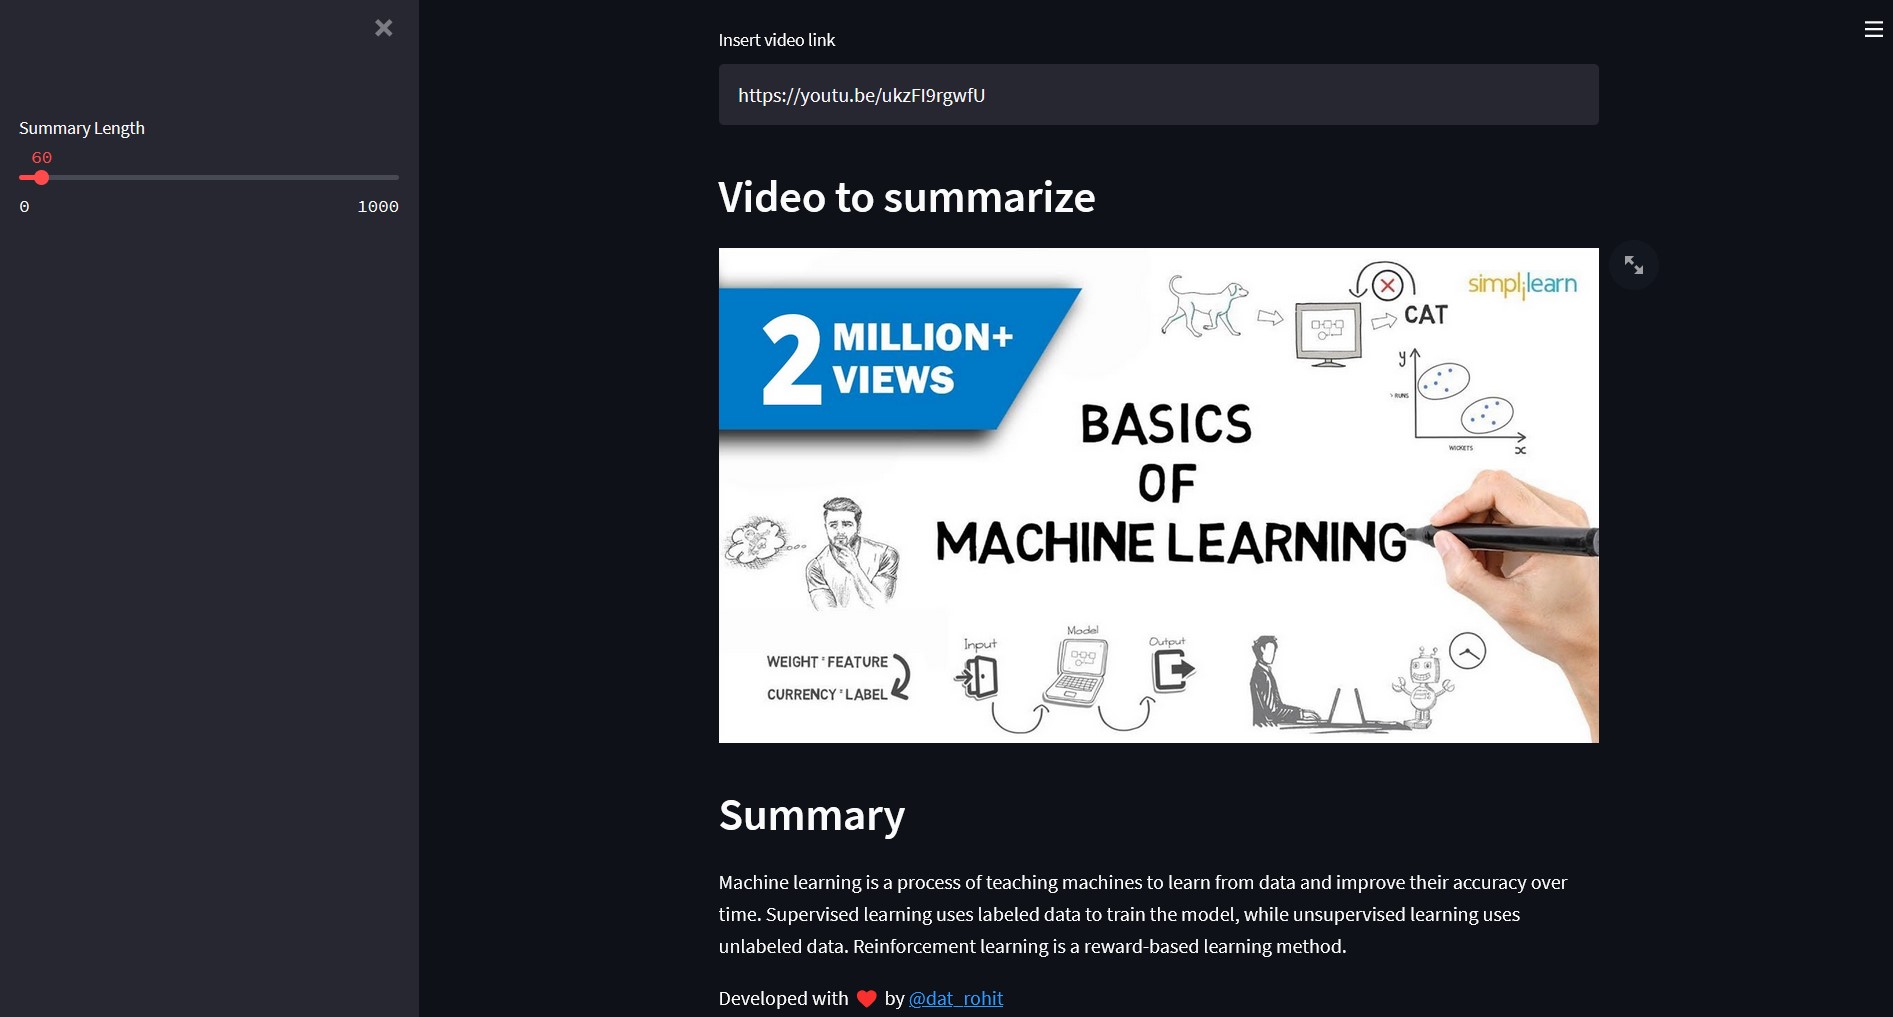 Summary Length
60
0
1000
Insert video link
https://youtu.be/ukzFI9rgwfU
Video to summarize
2 MILLION+
VIEWS
simplilearn
CAT
y
RUNS
WICKETS
x
BASICS
OF
MACHINE LEARNING
WEIGHT = FEATURE
CURRENCY = LABEL
Input
Model
Output
Summary
Machine learning is a process of teaching machines to learn from data and improve their accuracy over
time. Supervised learning uses labeled data to train the model, while unsupervised learning uses
unlabeled data. Reinforcement learning is a reward-based learning method.
Developed with ❤️ by @dat_rohit